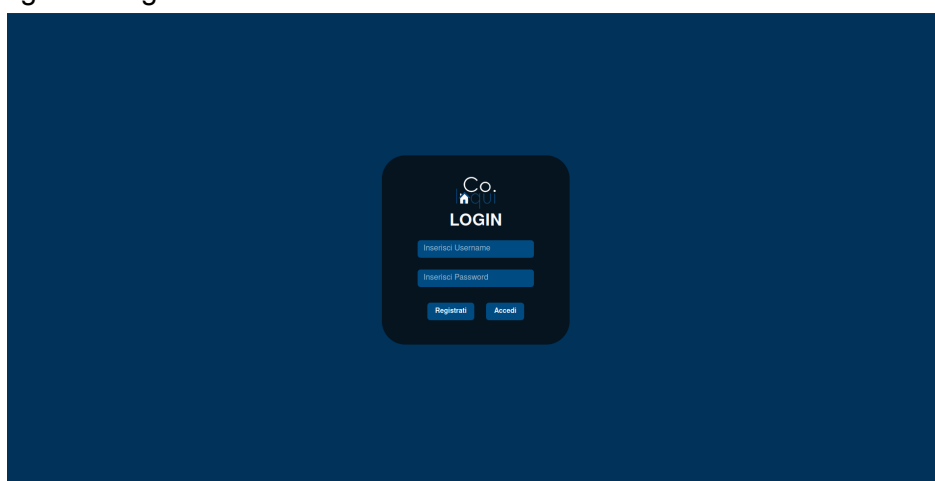 Co.
LOGIN
Inserisci Username
Inserisci Password
Registrati Accedi